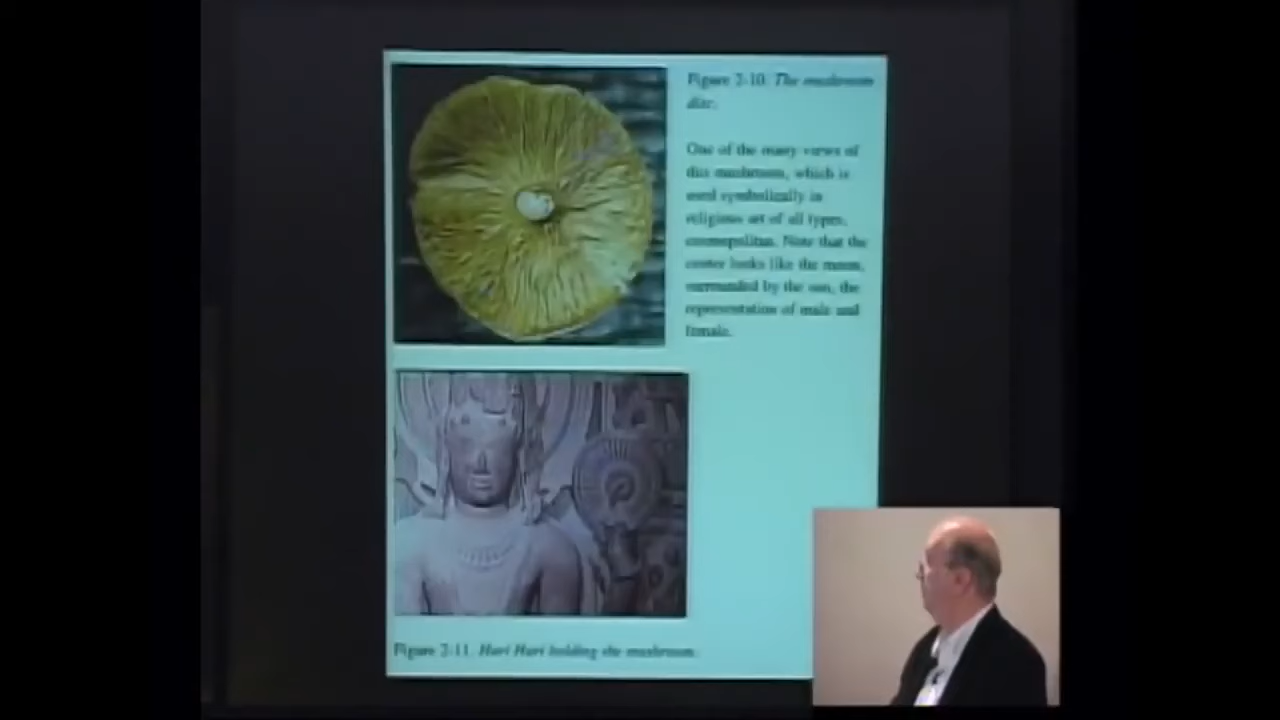 Figure 2-10. The mushroom
disc.
One of the many views of
this mushroom, which is
used symbolically in
religious art of all types,
cosmopolitan. Note that the
center looks like the moon,
surrounded by the sun, the
representation of male and
female.
Figure 2-11. Hari Hari holding the mushroom.